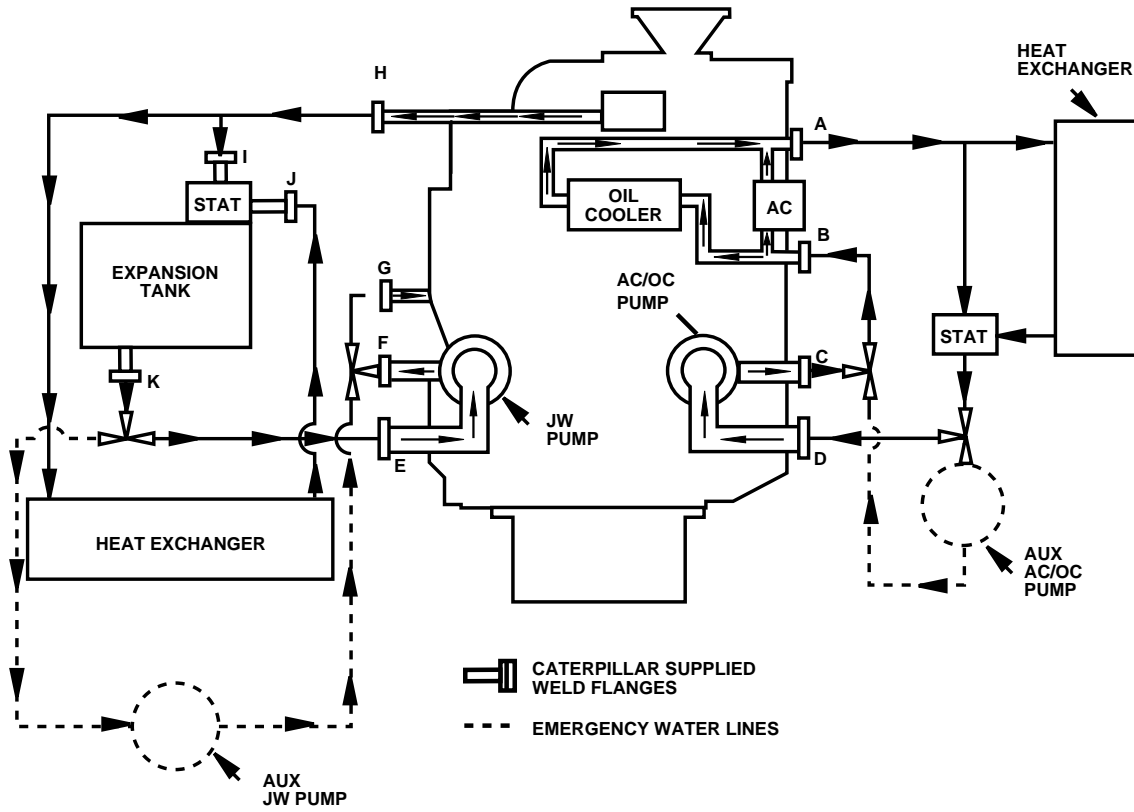 HEAT
EXCHANGER
H
A
I
J
STAT
OIL
COOLER
AC
B
EXPANSION
TANK
G
AC/OC
PUMP
F
C
STAT
K
JW
PUMP
E
D
HEAT EXCHANGER
AUX
AC/OC
PUMP
CATERPILLAR SUPPLIED
WELD FLANGES
EMERGENCY WATER LINES
AUX
JW PUMP